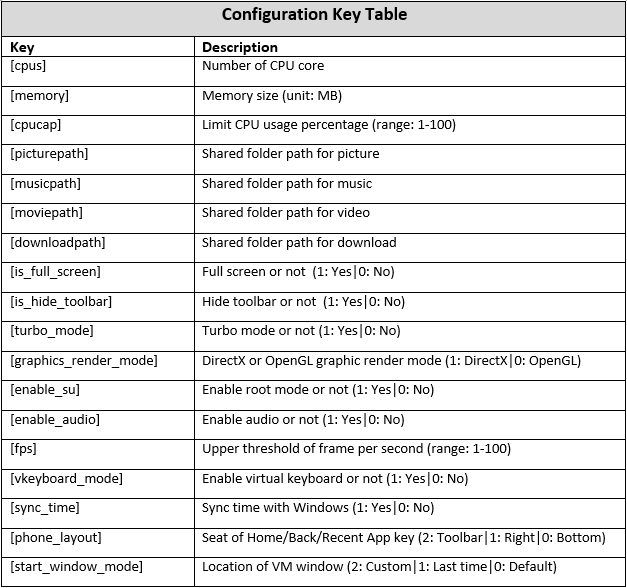 Configuration Key Table
Key Description
[cpus] Number of CPU core
[memory] Memory size (unit: MB)
[cpucap] Limit CPU usage percentage (range: 1-100)
[picturepath] Shared folder path for picture
[musicpath] Shared folder path for music
[moviepath] Shared folder path for video
[downloadpath] Shared folder path for download
[is_full_screen] Full screen or not (1: Yes|0: No)
[is_hide_toolbar] Hide toolbar or not (1: Yes|0: No)
[turbo_mode] Turbo mode or not (1: Yes|0: No)
[graphics_render_mode] DirectX or OpenGL graphic render mode (1: DirectX|0: OpenGL)
[enable_su] Enable root mode or not (1: Yes|0: No)
[enable_audio] Enable audio or not (1: Yes|0: No)
[fps] Upper threshold of frame per second (range: 1-100)
[vkeyboard_mode] Enable virtual keyboard or not (1: Yes|0: No)
[sync_time] Sync time with Windows (1: Yes|0: No)
[phone_layout] Seat of Home/Back/Recent App key (2: Toolbar|1: Right|0: Bottom)
[start_window_mode] Location of VM window (2: Custom|1: Last time|0: Default)